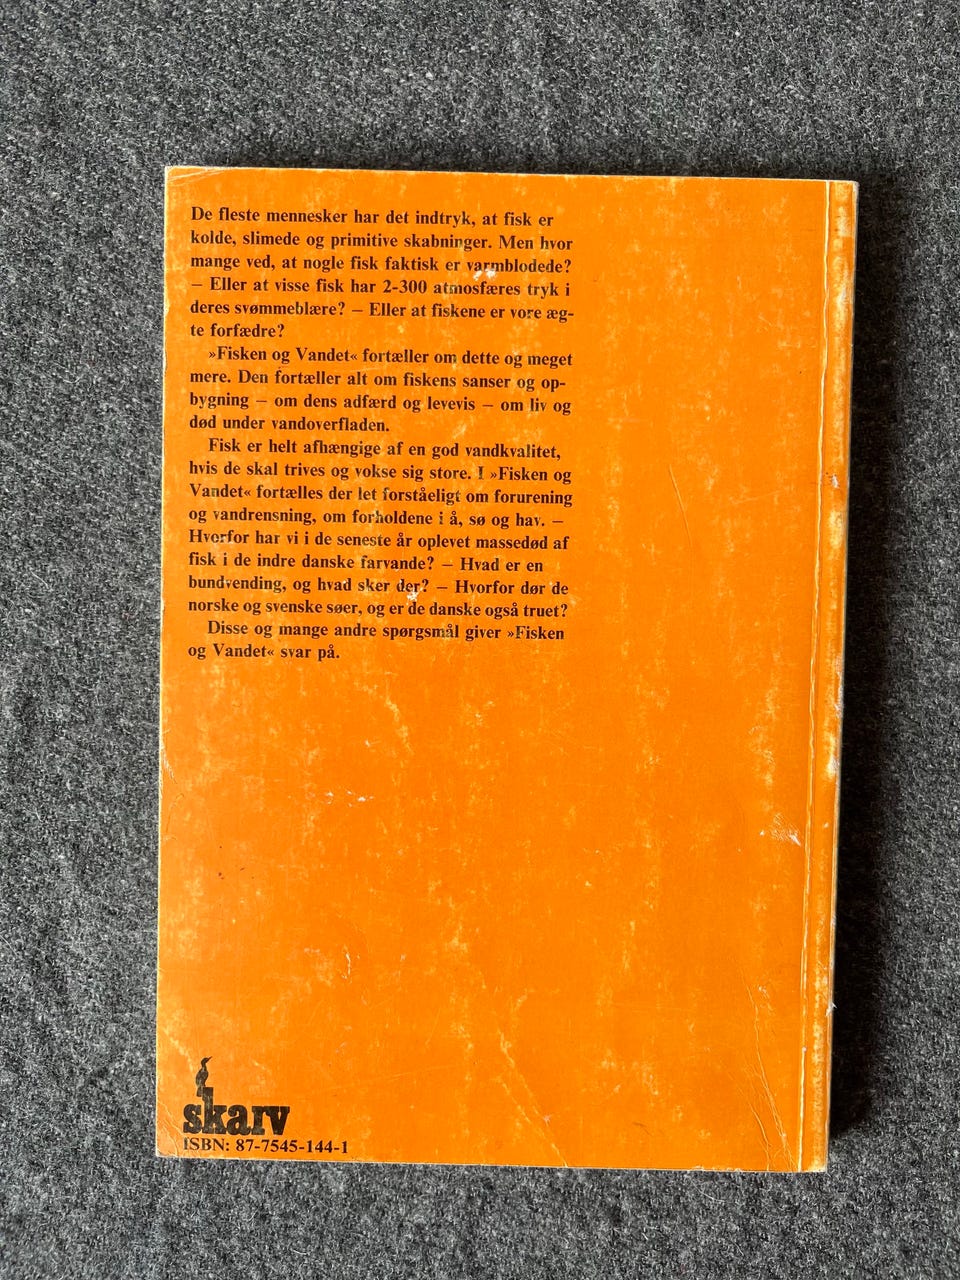 De fleste mennesker har det indtryk, at fisk er
kolde, slimede og primitive skabninger. Men hvor
mange ved, at nogle fisk faktisk er varmblodede?
– Eller at visse fisk har 2-300 atmosfæres tryk i
deres svømmeblære? – Eller at fiskene er vore æg-
te forfædre?
»Fisken og Vandet« fortæller om dette og meget
mere. Den fortæller alt om fiskens sanser og op-
bygning – om dens adfærd og levevis – om liv og
død under vandoverfladen.
Fisk er helt afhængige af en god vandkvalitet,
hvis de skal trives og vokse sig store. I »Fisken og
Vandet« fortælles der let forståeligt om forurening
og vandrensning, om forholdene i å, sø og hav. –
Hvorfor har vi i de seneste år oplevet massedød af
fisk i de indre danske farvande? – Hvad er en
bundvending, og hvad sker der? – Hvorfor dør de
norske og svenske søer, og er de danske også truet?
Disse og mange andre spørgsmål giver »Fisken
og Vandet« svar på.
skarv
ISBN: 87-7545-144-1